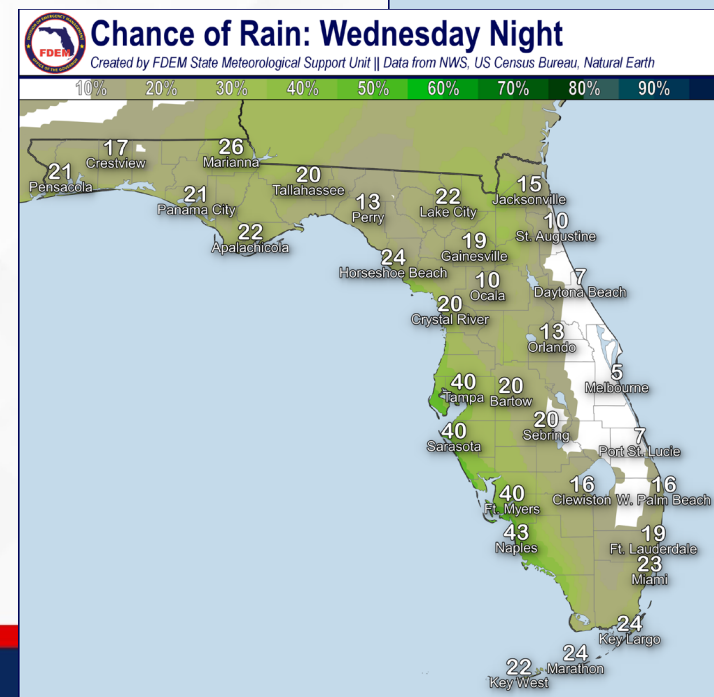 FDEM
Chance of Rain: Wednesday Night
Created by FDEM State Meteorological Support Unit || Data from NWS, US Census Bureau, Natural Earth
10% 20% 30% 40% 50% 60% 70% 80% 90%
17
Crestview
26
Marianna
21
Pensacola
20
Tallahassee
21
Panama City
13
Perry
22
Lake City
15
Jacksonville
10
St. Augustine
22
Apalachicola
19
Gainesville
24
Horseshoe Beach
10
Ocala
7
Daytona Beach
20
Crystal River
13
Orlando
5
Melbourne
40
Tampa
20
Bartow
20
Sebring
40
Sarasota
7
Port St. Lucie
40
Ft. Myers
16
Clewiston
16
W. Palm Beach
43
Naples
19
Ft. Lauderdale
23
Miami
24
Key Largo
24
Marathon
22
Key West